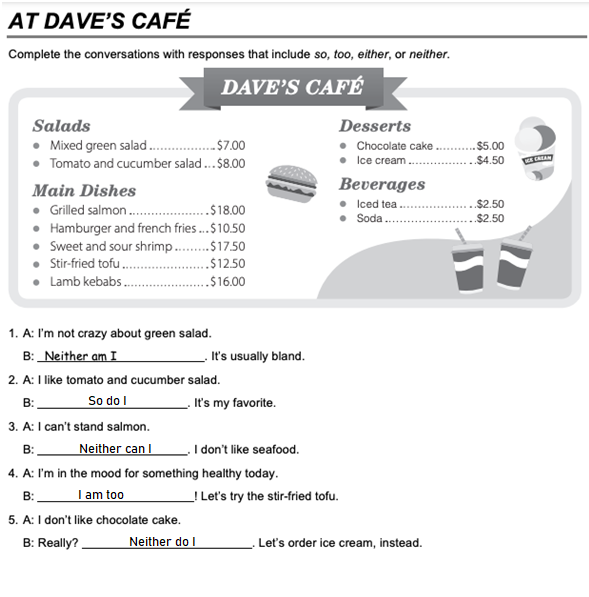 AT DAVE'S CAFÉ
Complete the conversations with responses that include so, too, either, or neither.
DAVE'S CAFÉ
Salads
• Mixed green salad................$7.00
• Tomato and cucumber salad...$8.00
Main Dishes
• Grilled salmon...................$18.00
• Hamburger and french fries...$10.50
• Sweet and sour shrimp........$17.50
• Stir-fried tofu.....................$12.50
• Lamb kebabs.....................$16.00
Desserts
• Chocolate cake..........$5.00
• Ice cream..................$4.50
ICE CREAM
Beverages
• Iced tea....................$2.50
• Soda........................$2.50
1. A: I'm not crazy about green salad.
B: Neither am I. It's usually bland.
2. A: I like tomato and cucumber salad.
B: So do I. It's my favorite.
3. A: I can't stand salmon.
B: Neither can I. I don't like seafood.
4. A: I'm in the mood for something healthy today.
B: I am too! Let's try the stir-fried tofu.
5. A: I don't like chocolate cake.
B: Really? Neither do I. Let's order ice cream, instead.